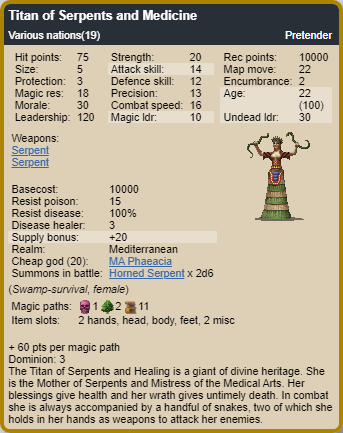 Titan of Serpents and Medicine
Various nations(19) Pretender
Hit points: 75 Strength: 20 Rec points: 10000
Size: 5 Attack skill: 14 Map move: 22
Protection: 3 Defence skill: 12 Encumbrance: 2
Magic res: 18 Precision: 13 Age: 22
Morale: 30 Combat speed: 16 (100)
Leadership: 120 Magic ldr: 10 Undead ldr: 30
Weapons:
Serpent
Serpent
Basecost: 10000
Resist poison: 15
Resist disease: 100%
Disease healer: 3
Supply bonus: +20
Realm: Mediterranean
Cheap god (20): MA Phaeacia
Summons in battle: Horned Serpent x 2d6
(Swamp-survival, female)
Magic paths: 1 2 11
Item slots: 2 hands, head, body, feet, 2 misc
+ 60 pts per magic path
Dominion: 3
The Titan of Serpents and Healing is a giant of divine heritage. She
is the Mother of Serpents and Mistress of the Medical Arts. Her
blessings give health and her wrath gives untimely death. In combat
she is always accompanied by a handful of snakes, two of which she
holds in her hands as weapons to attack her enemies.